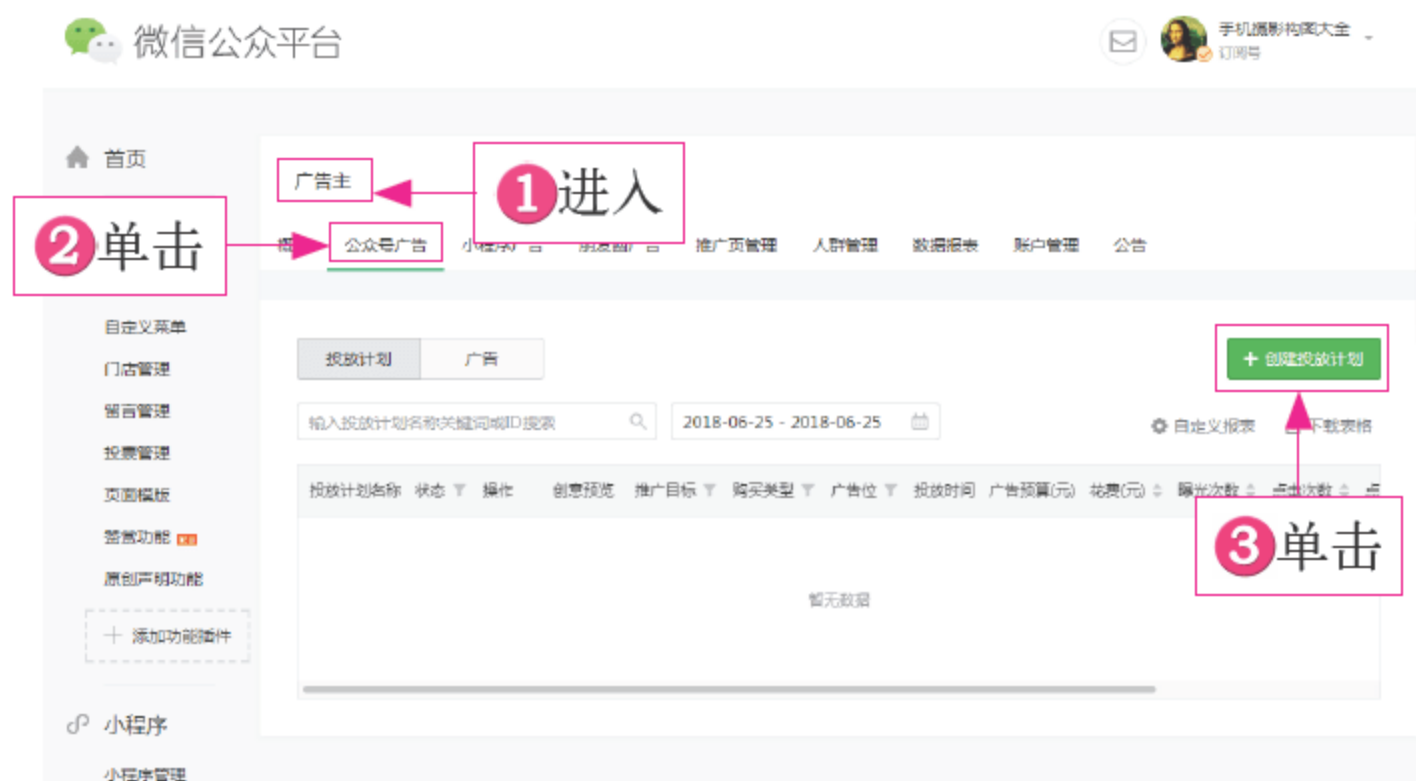 微信公众平台
手机摄影构图大全
订阅号
首页
广告主
1 进入
2 单击
公众号广告 推广页管理 人群管理 数据报表 账户管理 公告
自定义菜单
门店管理
留言管理
投票管理
页面模版
赞赏功能
原创声明功能
添加功能插件
小程序
小程序管理
投放计划 广告
+ 创建投放计划
输入投放计划名称关键词或ID搜索 2018-06-25 - 2018-06-25
自定义报表 下载表格
投放计划名称 状态 操作 创意预览 推广目标 购买类型 广告位 投放时间 广告预算(元) 花费(元) 曝光次数 点击次数
3 单击
暂无数据